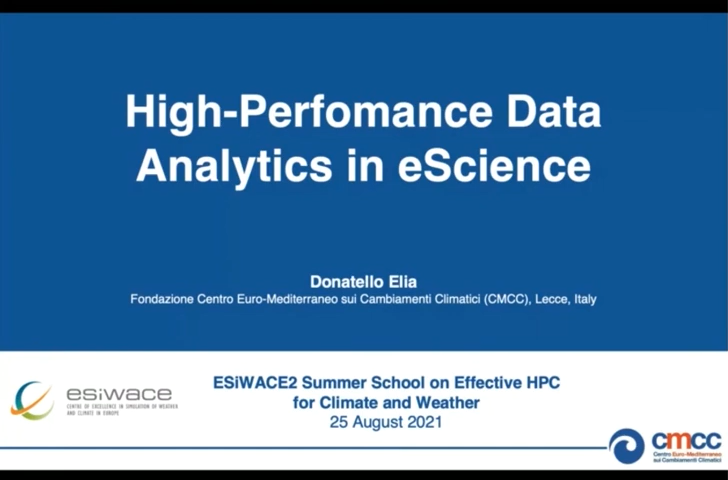 High-Perfomance Data
Analytics in eScience
Donatello Elia
Fondazione Centro Euro-Mediterraneo sui Cambiamenti Climatici (CMCC), Lecce, Italy
esiwace
CENTRE OF EXCELLENCE IN SIMULATION OF WEATHER
AND CLIMATE IN EUROPE
ESiWACE2 Summer School on Effective HPC
for Climate and Weather
25 August 2021
cmcc
Centro Euro-Mediterraneo
sui Cambiamenti Climatici